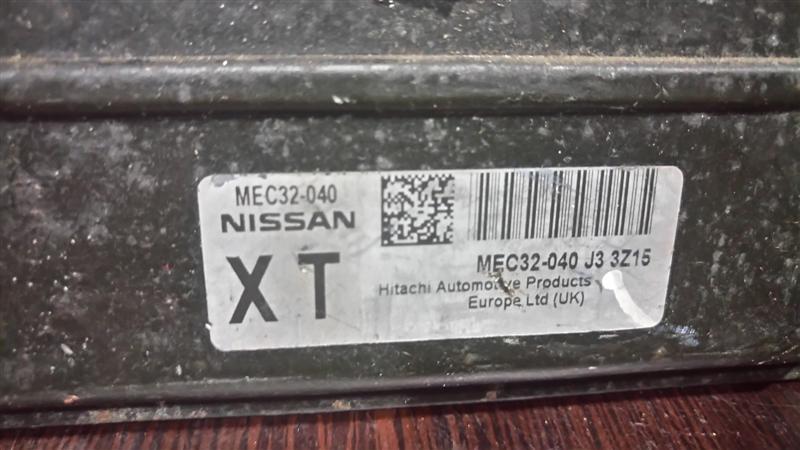 MEC32-040
NISSAN
XT
MEC32-040 J3 3Z15
Hitachi Automotive Products
Europe Ltd (UK)